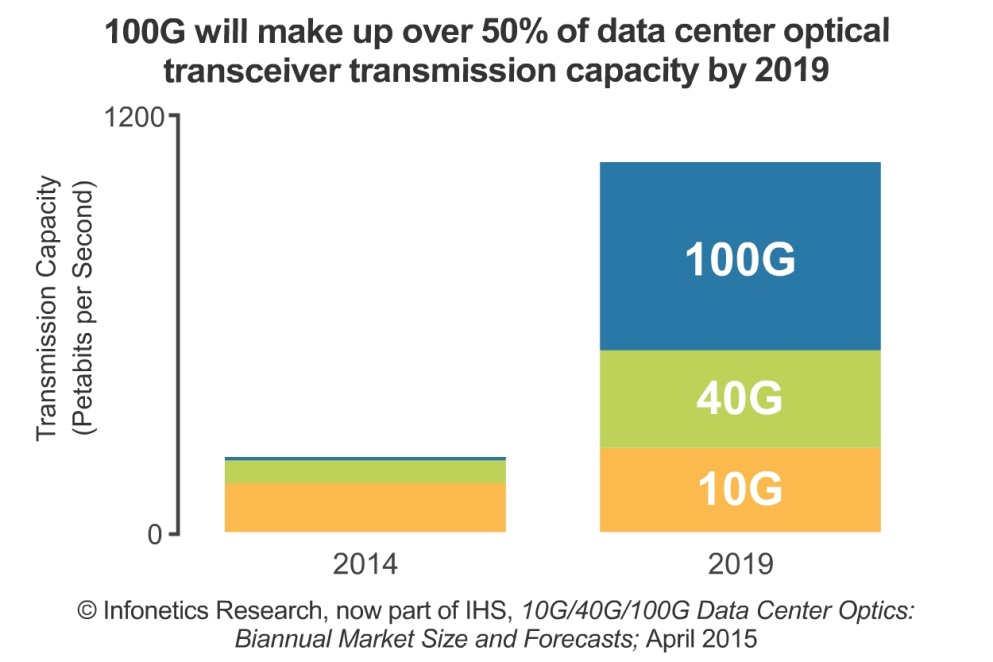 100G will make up over 50% of data center optical
transceiver transmission capacity by 2019
1200
Transmission Capacity
(Petabits per Second)
100G
40G
10G
0
2014
2019
© Infonetics Research, now part of IHS, 10G/40G/100G Data Center Optics:
Biannual Market Size and Forecasts; April 2015